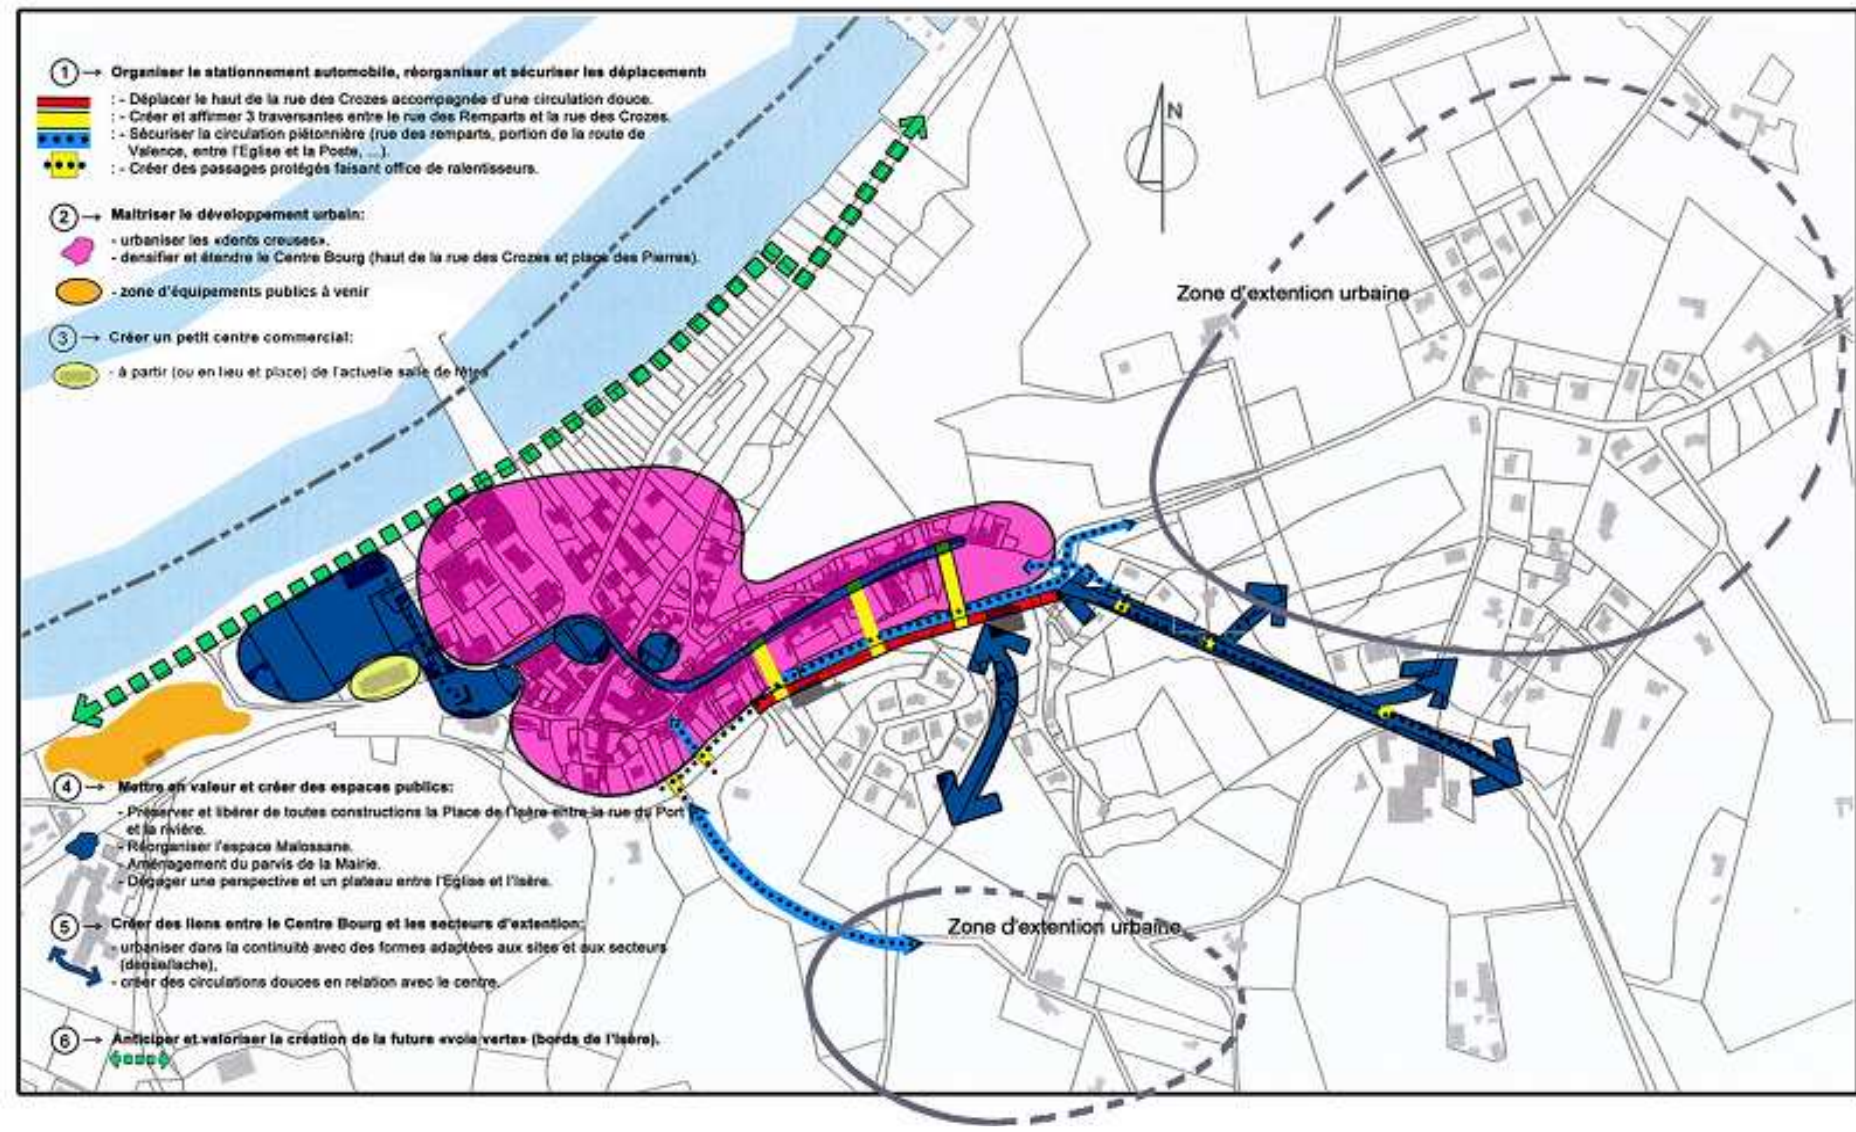 1 → Organiser le stationnement automobile, réorganiser et sécuriser les déplacements
: - Déplacer le haut de la rue des Crozes accompagnée d'une circulation douce.
: - Créer et affirmer 3 traversantes entre le rue des Remparts et la rue des Crozes.
: - Sécuriser la circulation piétonnière (rue des remparts, portion de la route de
Valence, entre l'Eglise et la Poste, ...).
: - Créer des passages protégés faisant office de ralentisseurs.
N
2 → Maitriser le développement urbain:
- urbaniser les «dents creuses».
- densifier et étendre le Centre Bourg (haut de la rue des Crozes et place des Pierres).
- zone d'équipements publics à venir
Zone d'extention urbaine
3 → Créer un petit centre commercial:
- à partir (ou en lieu et place) de l'actuelle salle de fêtes
4 → Mettre en valeur et créer des espaces publics:
- Préserver et libérer de toutes constructions la Place de l'Isère entre la rue du Port
et la rivière.
- Réorganiser l'espace Malossane.
- Aménagement du parvis de la Mairie.
- Dégager une perspective et un plateau entre l'Eglise et l'Isère.
5 → Créer des liens entre le Centre Bourg et les secteurs d'extention:
- urbaniser dans la continuité avec des formes adaptées aux sites et aux secteurs
(dense/lache),
- créer des circulations douces en relation avec le centre.
Zone d'extention urbaine
6 → Anticiper et valoriser la création de la future «voie verte» (bords de l'Isère).